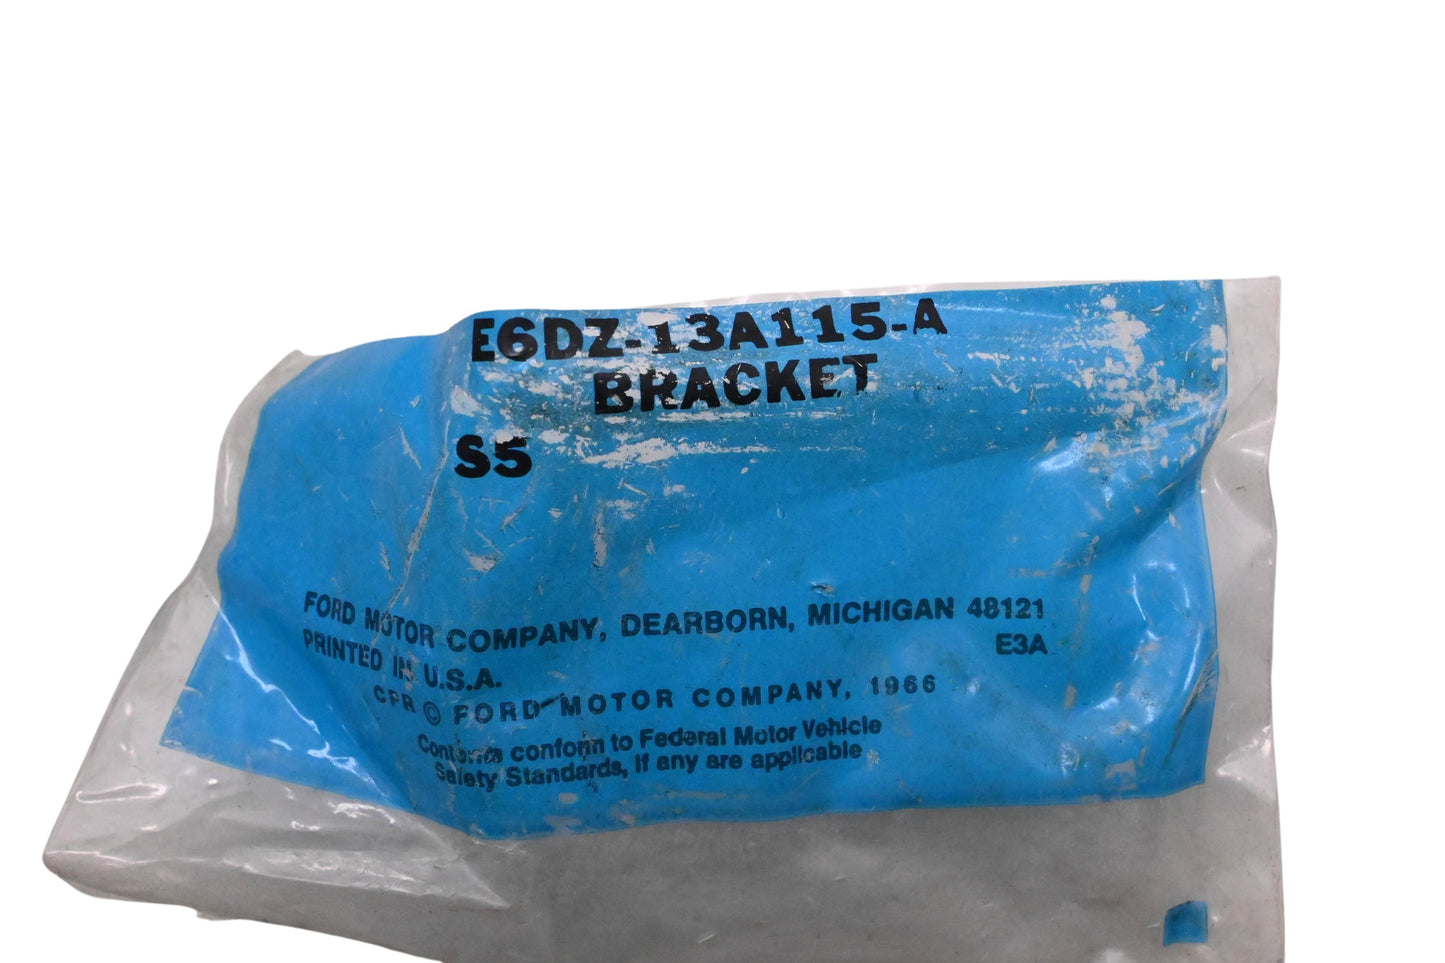 E6DZ-13A115-A
BRACKET
S5
FORD MOTOR COMPANY, DEARBORN, MICHIGAN 48121
PRINTED IN U.S.A.
E3A
CPR © FORD MOTOR COMPANY, 1966
Contents conform to Federal Motor Vehicle
Safety Standards, if any are applicable